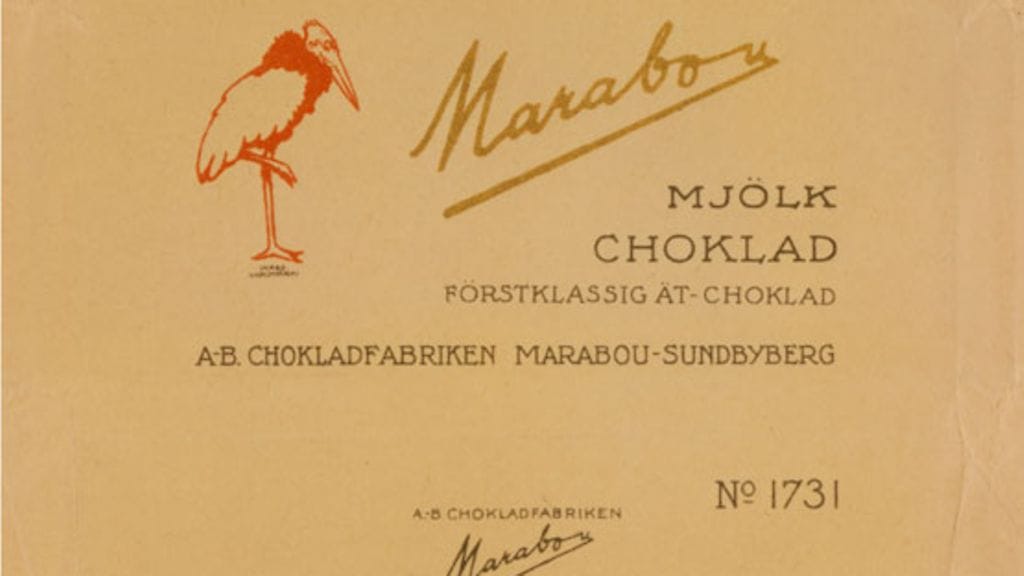 Marabou
MJÖLK
CHOKLAD
FÖRSTKLASSIG ÄT-CHOKLAD
A-B. CHOKLADFABRIKEN MARABOU-SUNDBYBERG
Nº 1731
A-B CHOKLADFABRIKEN
Marabou